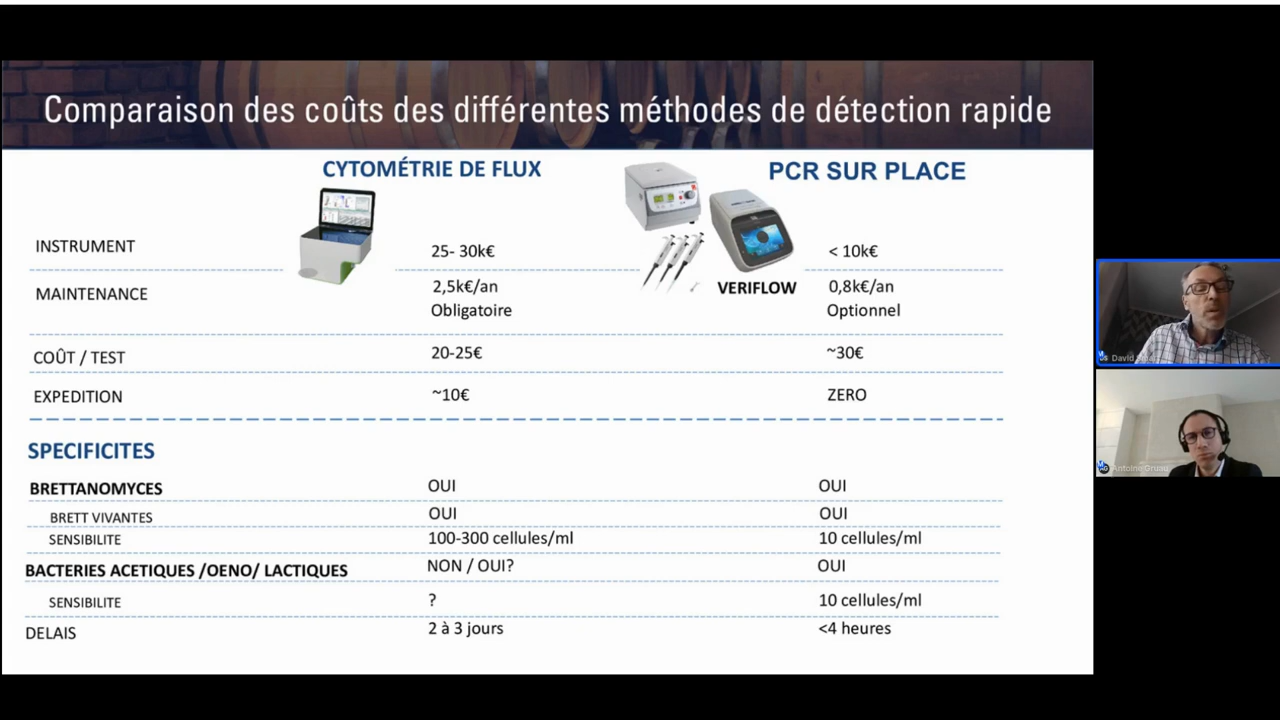 Comparaison des coûts des différentes méthodes de détection rapide
CYTOMÉTRIE DE FLUX PCR SUR PLACE
INSTRUMENT 25- 30k€ < 10k€
MAINTENANCE 2,5k€/an VERIFLOW 0,8k€/an
Obligatoire Optionnel
COÛT / TEST 20-25€ ~30€
EXPEDITION ~10€ ZERO
SPECIFICITES
BRETTANOMYCES OUI OUI
BRETT VIVANTES OUI OUI
SENSIBILITE 100-300 cellules/ml 10 cellules/ml
BACTERIES ACETIQUES /OENO/ LACTIQUES NON / OUI? OUI
SENSIBILITE ? 10 cellules/ml
DELAIS 2 à 3 jours <4 heures
David
Antoine Gruau